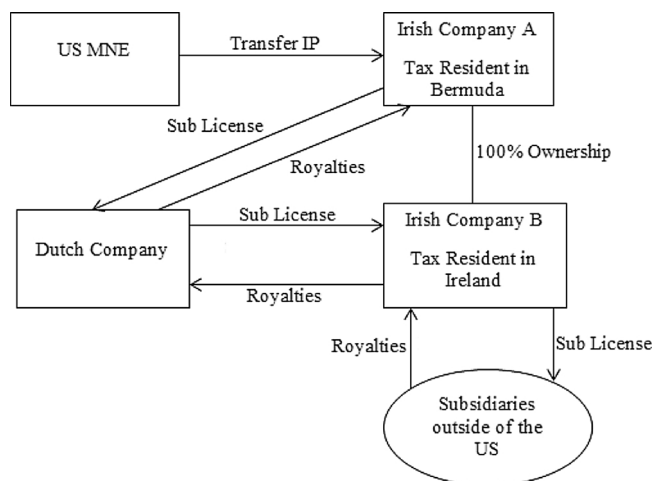 US MNE
Transfer IP
Irish Company A
Tax Resident in
Bermuda
Sub License
Royalties
100% Ownership
Dutch Company
Sub License
Royalties
Irish Company B
Tax Resident in
Ireland
Royalties
Sub License
Subsidiaries
outside of the
US